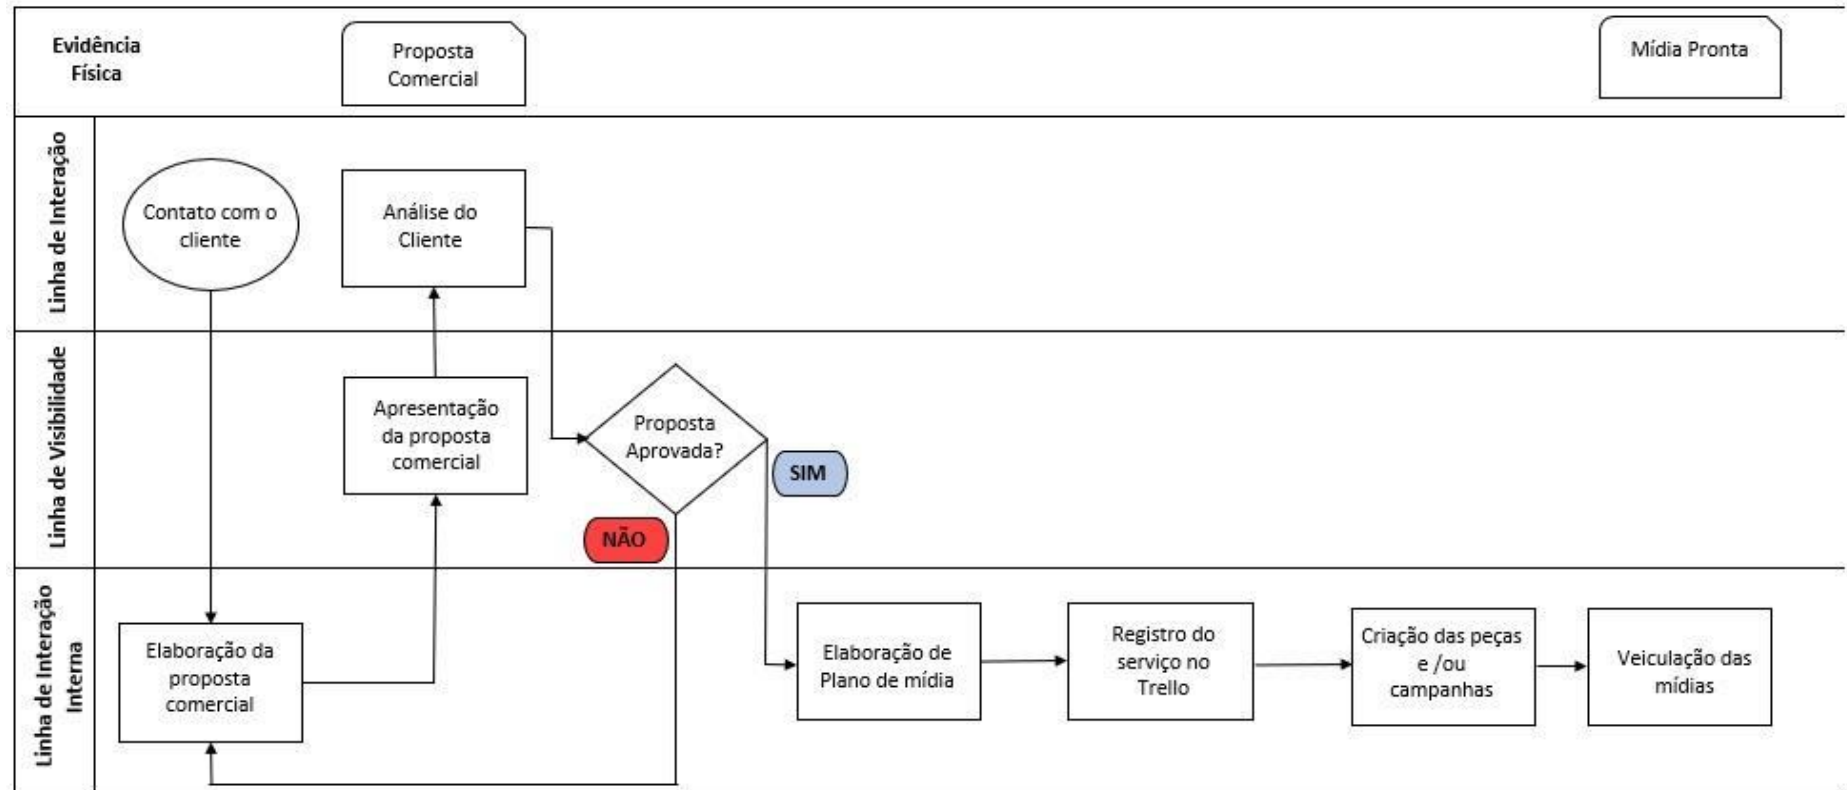 Evidência
Física
Proposta
Comercial
Mídia Pronta
Linha de Interação
Contato com o
cliente
Análise do
Cliente
Linha de Visibilidade
Apresentação
da proposta
comercial
Proposta
Aprovada?
SIM
NÃO
Linha de Interação
Interna
Elaboração da
proposta
comercial
Elaboração de
Plano de mídia
Registro do
serviço no
Trello
Criação das peças
e /ou
campanhas
Veiculação das
mídias